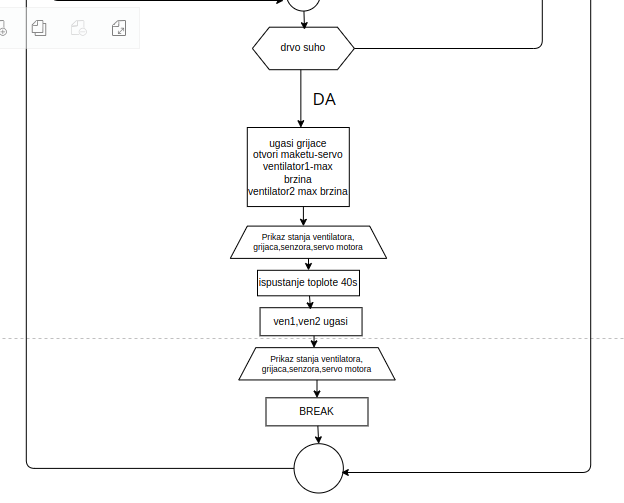 drvo suho
DA
ugasi grijace
otvori maketu-servo
ventilator1-max
brzina
ventilator2 max brzina
Prikaz stanja ventilatora,
grijaca,senzora,servo motora
ispustanje toplote 40s
ven1,ven2 ugasi
Prikaz stanja ventilatora,
grijaca,senzora,servo motora
BREAK